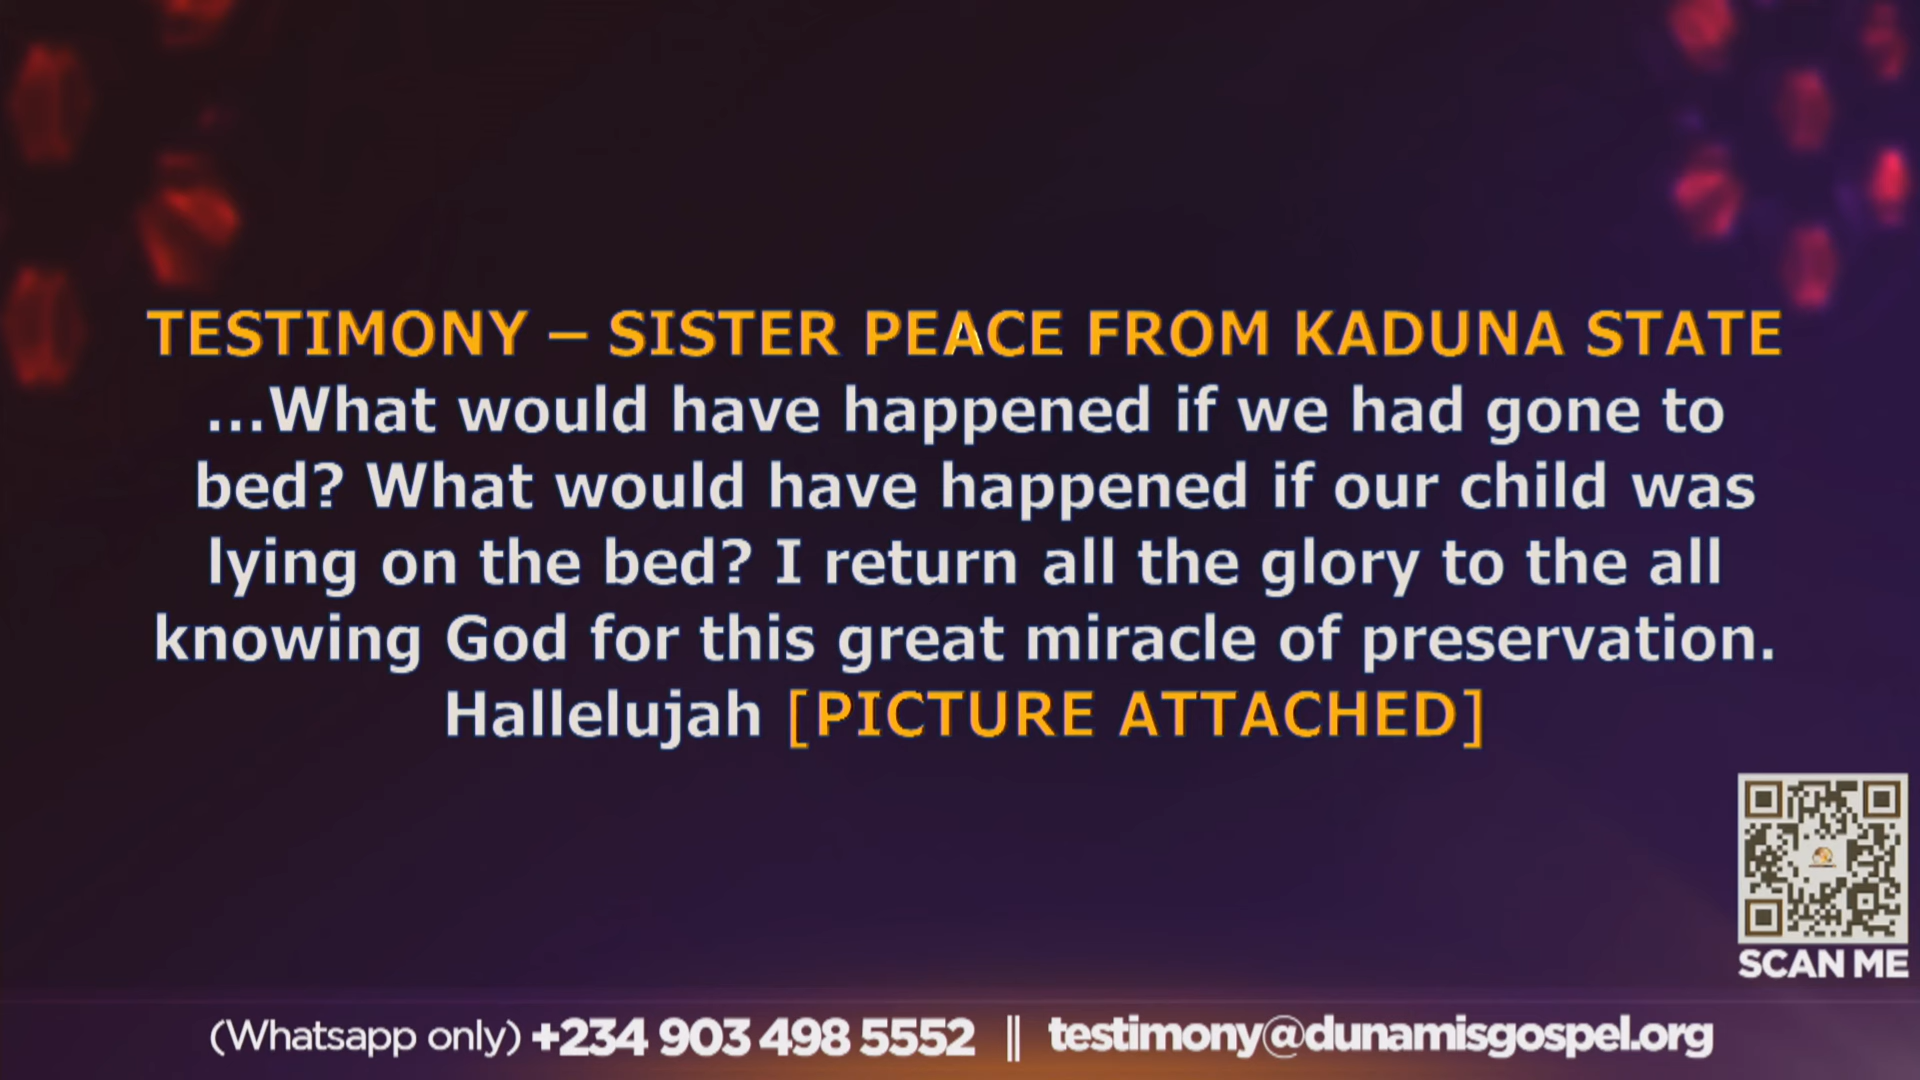 TESTIMONY – SISTER PEACE FROM KADUNA STATE
...What would have happened if we had gone to
bed? What would have happened if our child was
lying on the bed? I return all the glory to the all
knowing God for this great miracle of preservation.
Hallelujah [PICTURE ATTACHED]
SCAN ME
(Whatsapp only) +234 903 498 5552 || testimony@dunamisgospel.org